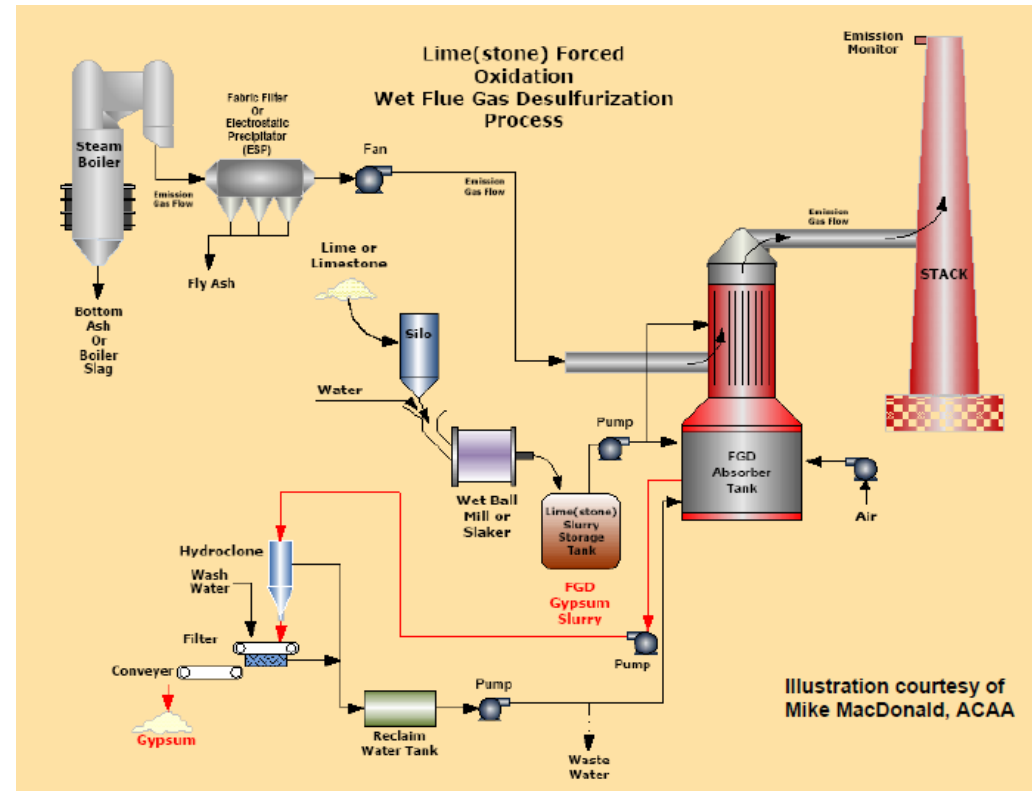 Lime(stone) Forced
Oxidation
Wet Flue Gas Desulfurization
Process
Emission
Monitor
Steam
Boiler
Fabric Filter
Or
Electrostatic
Precipitator
(ESP)
Fan
Emission
Gas Flow
Emission
Gas Flow
Emission
Gas Flow
STACK
Fly Ash
Bottom
Ash
Or
Boiler
Slag
Lime or
Limestone
Silo
Water
Wet Ball
Mill or
Slaker
Pump
Lime(stone)
Slurry
Storage
Tank
FGD
Absorber
Tank
Air
FGD
Gypsum
Slurry
Pump
Hydroclone
Wash
Water
Filter
Conveyer
Gypsum
Reclaim
Water Tank
Pump
Waste
Water
Illustration courtesy of
Mike MacDonald, ACAA